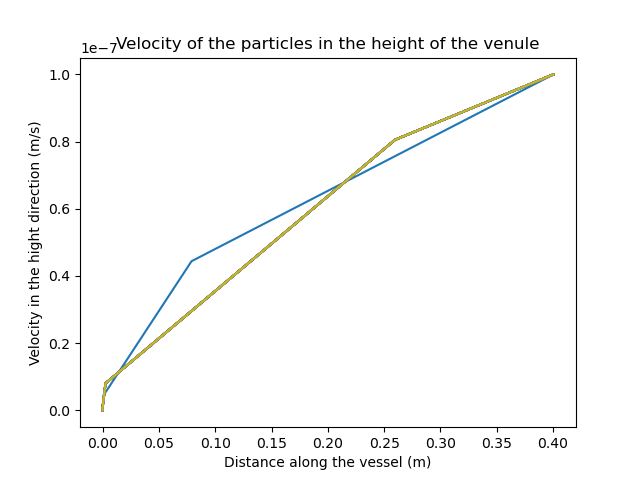 Velocity of the particles in the height of the venule
1e−7
1.0
0.8
0.6
0.4
0.2
0.0
Velocity in the hight direction (m/s)
0.00 0.05 0.10 0.15 0.20 0.25 0.30 0.35 0.40
Distance along the vessel (m)